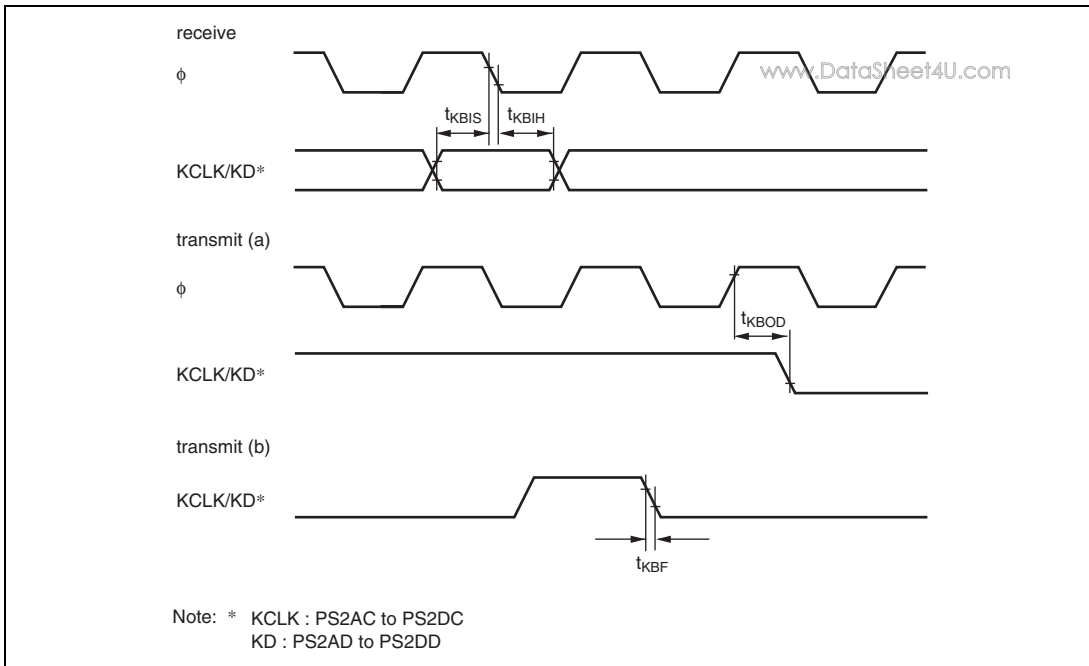 receive
φ
www.DataSheet4U.com
tKBIS
tKBIH
KCLK/KD*
transmit (a)
φ
tKBOD
KCLK/KD*
transmit (b)
KCLK/KD*
tKBF
Note: * KCLK : PS2AC to PS2DC
KD : PS2AD to PS2DD